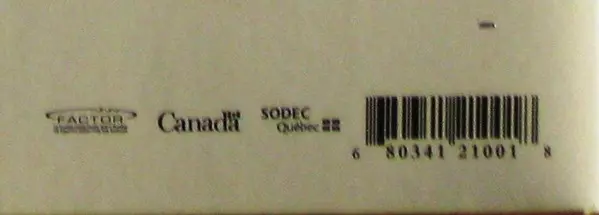 FACTOR
Canada
SODEC
Québec
6 80341 21001 8